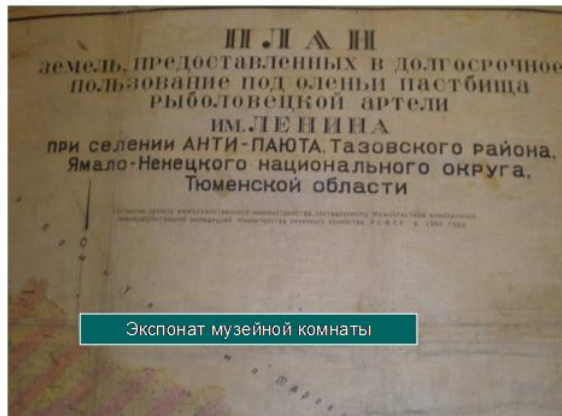 ПЛАН
земель, предоставленных в долгосрочное
пользование под оленьи пастбища
рыболовецкой артели
им. ЛЕНИНА
при селении АНТИ-ПАЮТА, Тазовского района,
Ямало-Ненецкого национального округа,
Тюменской области
Экспонат музейной комнаты